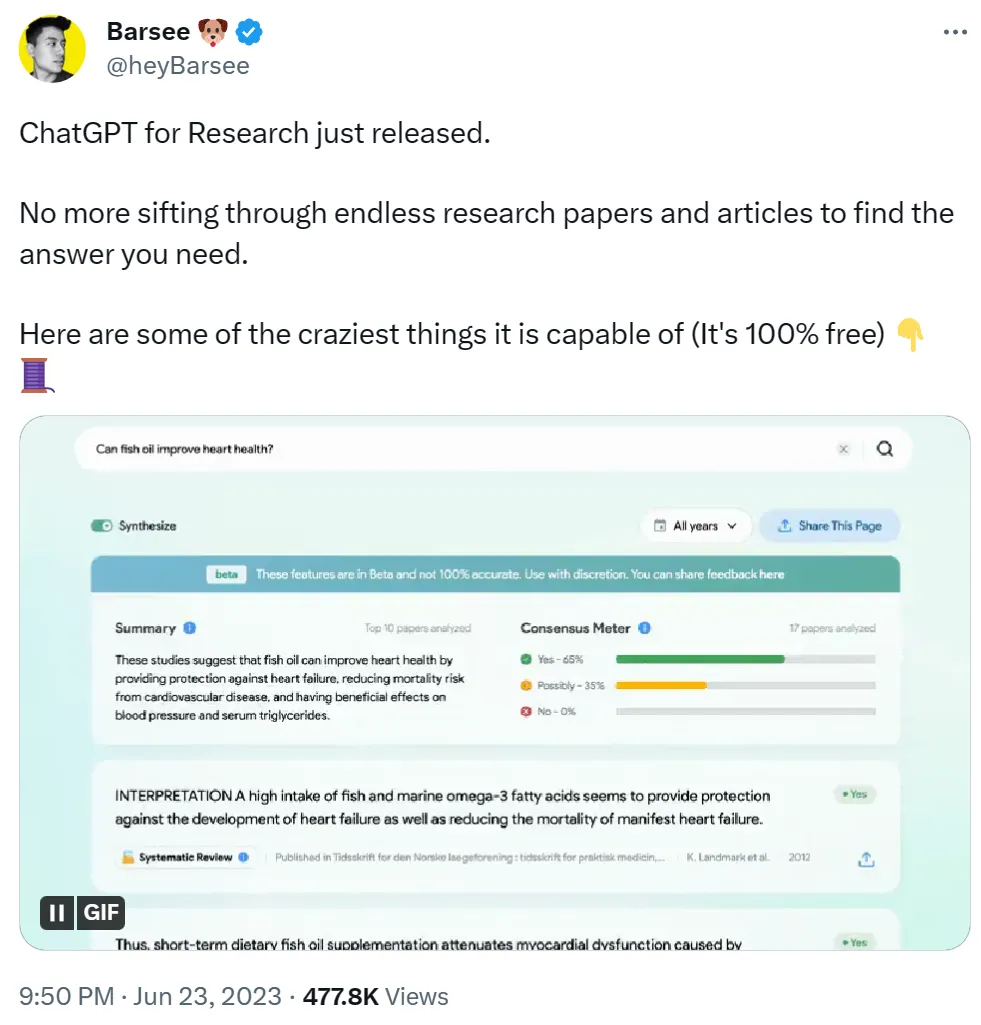 Barsee
@heyBarsee
ChatGPT for Research just released.
No more sifting through endless research papers and articles to find the
answer you need.
Here are some of the craziest things it is capable of (It's 100% free)
Can fish oil improve heart health?
Synthesize
All years
Share This Page
beta These features are in Beta and not 100% accurate. Use with discretion. You can share feedback here
Summary
Top 10 papers analyzed
These studies suggest that fish oil can improve heart health by
providing protection against heart failure, reducing mortality risk
from cardiovascular disease, and having beneficial effects on
blood pressure and serum triglycerides.
Consensus Meter
17 papers analyzed
Yes - 65%
Possibly - 35%
No - 0%
INTERPRETATION A high intake of fish and marine omega-3 fatty acids seems to provide protection
against the development of heart failure as well as reducing the mortality of manifest heart failure.
Yes
Systematic Review
Published in Tidsskrift for den Norske laegeforening : tidsskrift for praktisk medicin,...
K. Landmark et al.
2012
GIF
Thus, short-term dietary fish oil supplementation attenuates myocardial dysfunction caused by
Yes
9:50 PM · Jun 23, 2023 · 477.8K Views